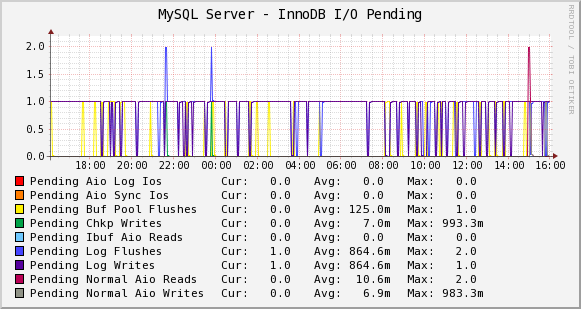 MySQL Server - InnoDB I/O Pending
RRDTOOL / TOBI OETIKER
2.0
1.5
1.0
0.5
0.0
18:00 20:00 22:00 00:00 02:00 04:00 06:00 08:00 10:00 12:00 14:00 16:00
Pending Aio Log Ios Cur: 0.0 Avg: 0.0 Max: 0.0
Pending Aio Sync Ios Cur: 0.0 Avg: 0.0 Max: 0.0
Pending Buf Pool Flushes Cur: 0.0 Avg: 125.0m Max: 1.0
Pending Chkp Writes Cur: 0.0 Avg: 7.0m Max: 993.3m
Pending Ibuf Aio Reads Cur: 0.0 Avg: 0.0 Max: 0.0
Pending Log Flushes Cur: 1.0 Avg: 864.6m Max: 2.0
Pending Log Writes Cur: 1.0 Avg: 864.6m Max: 1.0
Pending Normal Aio Reads Cur: 0.0 Avg: 10.6m Max: 2.0
Pending Normal Aio Writes Cur: 0.0 Avg: 6.9m Max: 983.3m